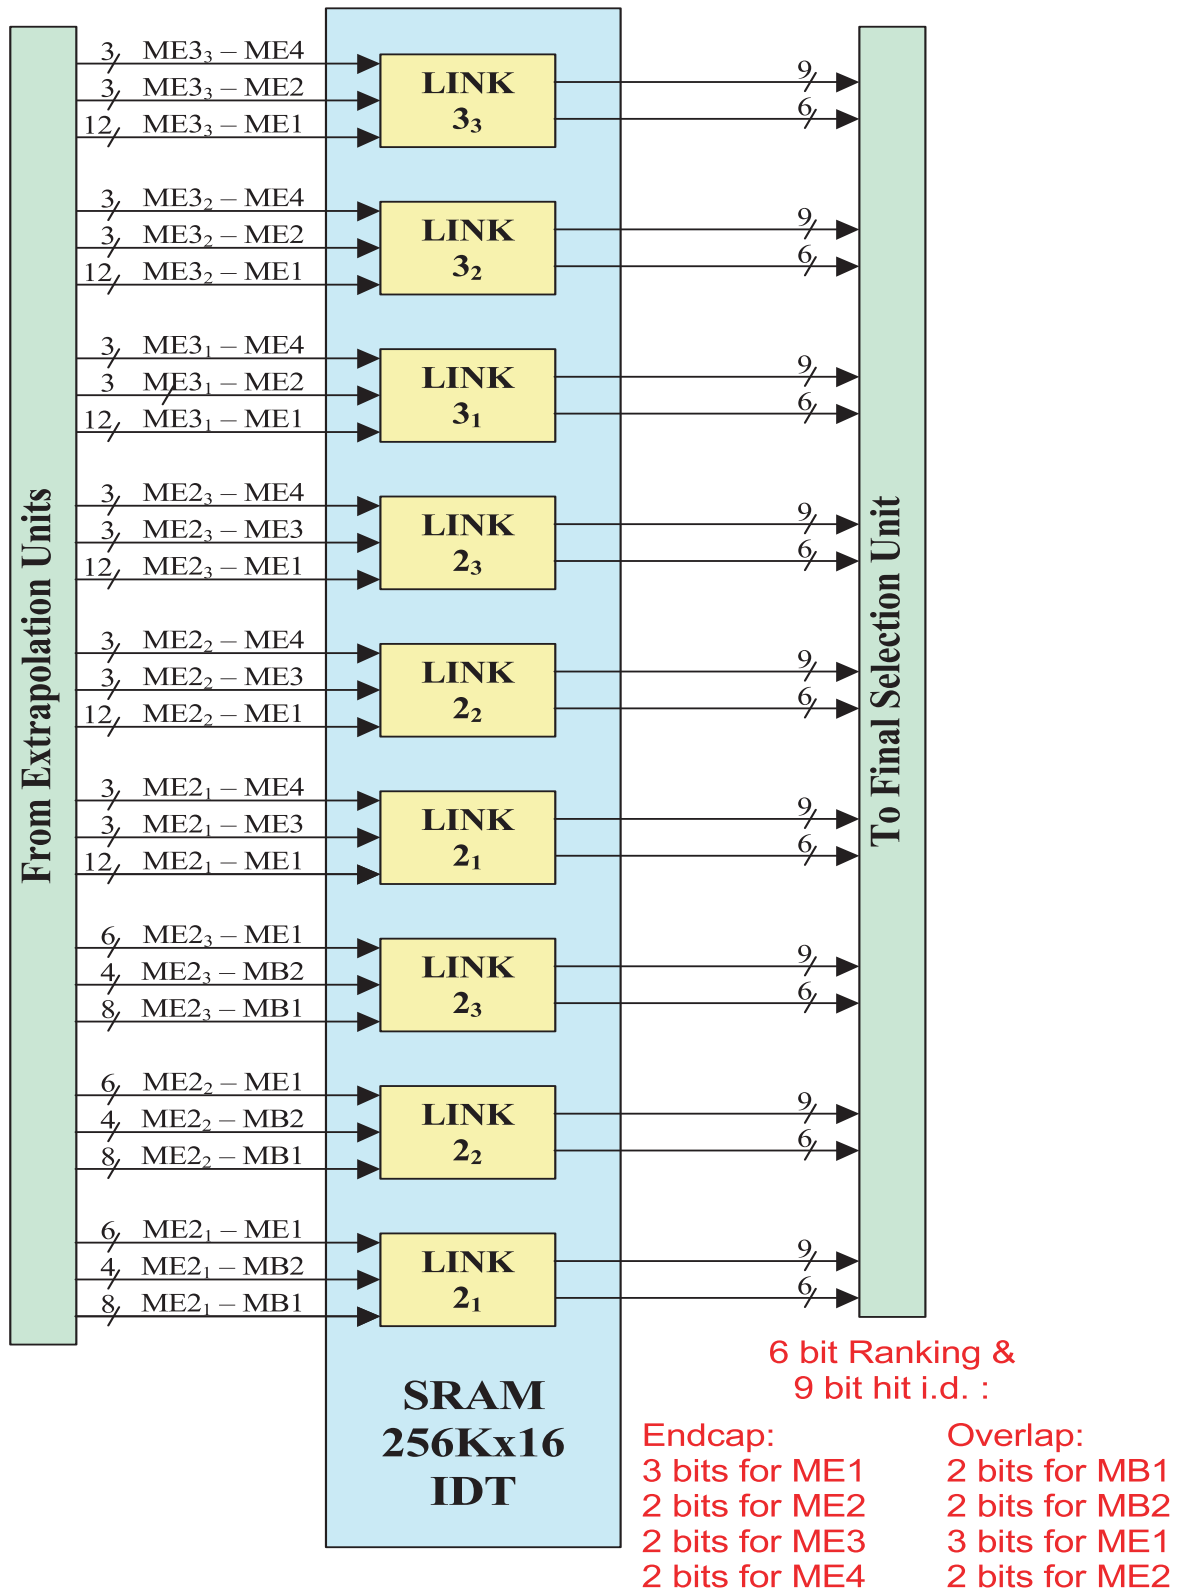 From Extrapolation Units
3 ME3₃ – ME4
3 ME3₃ – ME2
12 ME3₃ – ME1
LINK
3₃
9
6
3 ME3₂ – ME4
3 ME3₂ – ME2
12 ME3₂ – ME1
LINK
3₂
9
6
3 ME3₁ – ME4
3 ME3₁ – ME2
12 ME3₁ – ME1
LINK
3₁
9
6
3 ME2₃ – ME4
3 ME2₃ – ME3
12 ME2₃ – ME1
LINK
2₃
9
6
3 ME2₂ – ME4
3 ME2₂ – ME3
12 ME2₂ – ME1
LINK
2₂
9
6
3 ME2₁ – ME4
3 ME2₁ – ME3
12 ME2₁ – ME1
LINK
2₁
9
6
6 ME2₃ – ME1
4 ME2₃ – MB2
8 ME2₃ – MB1
LINK
2₃
9
6
6 ME2₂ – ME1
4 ME2₂ – MB2
8 ME2₂ – MB1
LINK
2₂
9
6
6 ME2₁ – ME1
4 ME2₁ – MB2
8 ME2₁ – MB1
LINK
2₁
9
6
To Final Selection Unit
SRAM
256Kx16
IDT
6 bit Ranking &
9 bit hit i.d. :
Endcap:
3 bits for ME1
2 bits for ME2
2 bits for ME3
2 bits for ME4
Overlap:
2 bits for MB1
2 bits for MB2
3 bits for ME1
2 bits for ME2